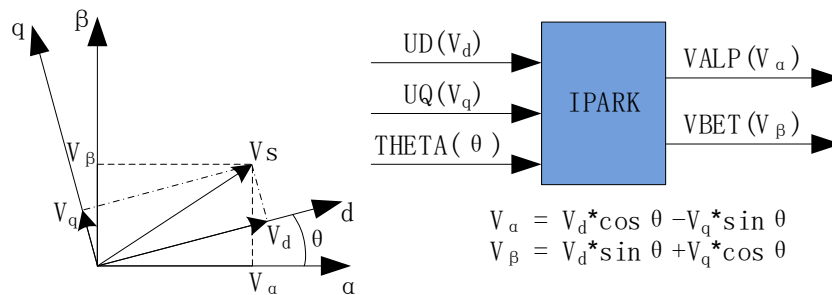 q
β
V_β
Vs
V_q
V_d
d
θ
V_α
α
UD(V_d)
UQ(V_q)
THETA(θ)
IPARK
VALP(V_α)
VBET(V_β)
V_α = V_d*cosθ-V_q*sinθ
V_β = V_d*sinθ+V_q*cosθ